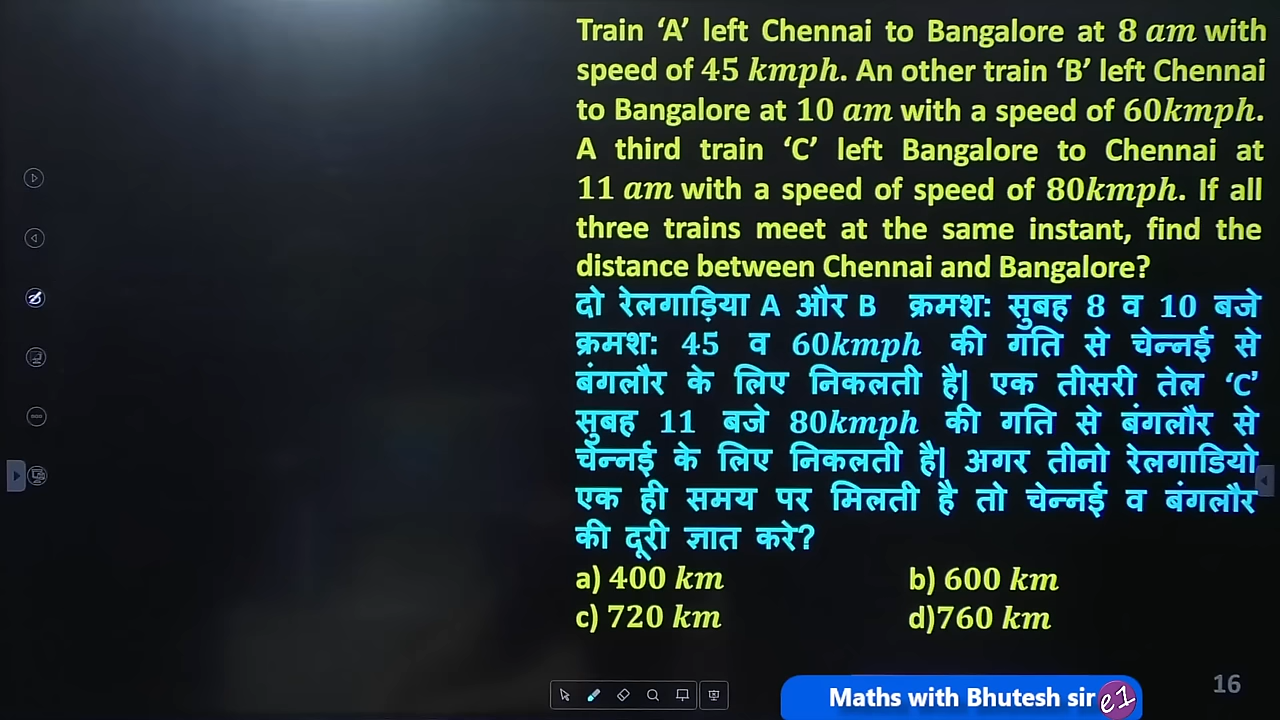 Train ‘A’ left Chennai to Bangalore at 8 am with
speed of 45 kmph. An other train ‘B’ left Chennai
to Bangalore at 10 am with a speed of 60kmph.
A third train ‘C’ left Bangalore to Chennai at
11 am with a speed of speed of 80kmph. If all
three trains meet at the same instant, find the
distance between Chennai and Bangalore?
दो रेलगाड़िया A और B क्रमश: सुबह 8 व 10 बजे
क्रमश: 45 व 60kmph की गति से चेन्नई से
बंगलौर के लिए निकलती है| एक तीसरी तेल ‘C’
सुबह 11 बजे 80kmph की गति से बंगलौर से
चेन्नई के लिए निकलती है| अगर तीनो रेलगाडियो
एक ही समय पर मिलती है तो चेन्नई व बंगलौर
की दूरी ज्ञात करे?
a) 400 km b) 600 km
c) 720 km d)760 km
Maths with Bhutesh sir e1
16